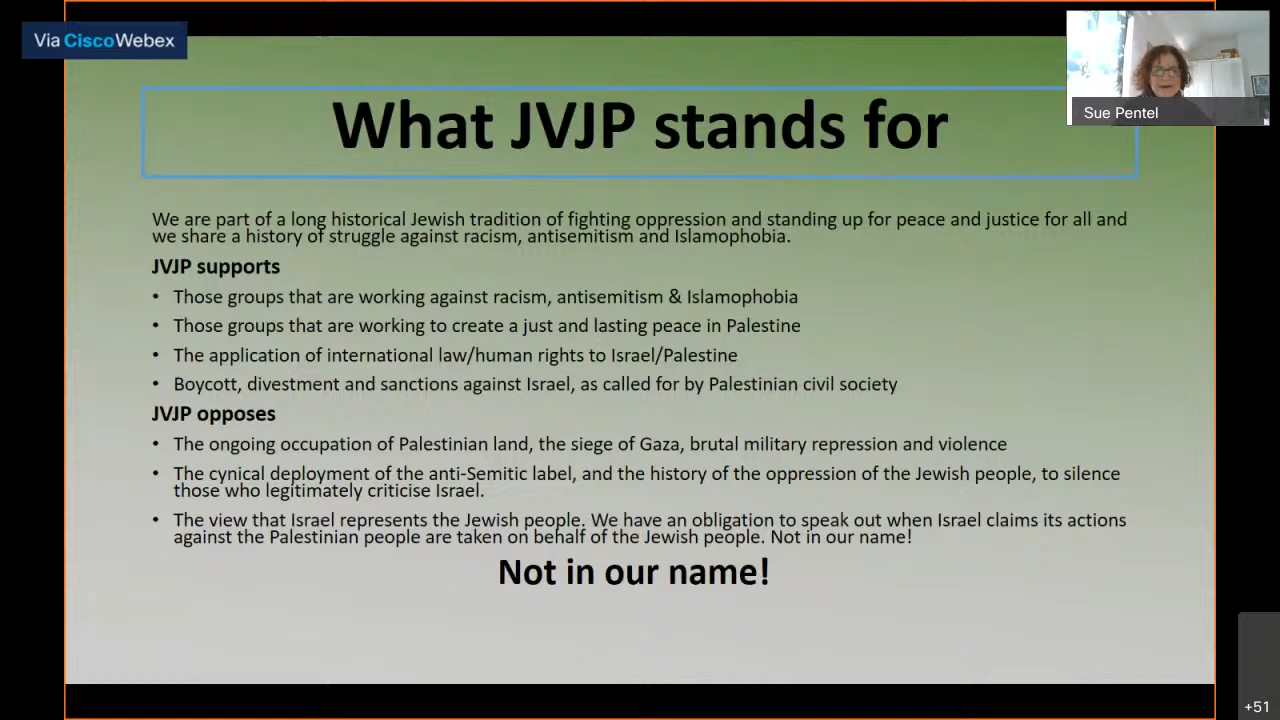 Via Cisco Webex
Sue Pentel
What JVJP stands for
We are part of a long historical Jewish tradition of fighting oppression and standing up for peace and justice for all and
we share a history of struggle against racism, antisemitism and Islamophobia.
JVJP supports
• Those groups that are working against racism, antisemitism & Islamophobia
• Those groups that are working to create a just and lasting peace in Palestine
• The application of international law/human rights to Israel/Palestine
• Boycott, divestment and sanctions against Israel, as called for by Palestinian civil society
JVJP opposes
• The ongoing occupation of Palestinian land, the siege of Gaza, brutal military repression and violence
• The cynical deployment of the anti-Semitic label, and the history of the oppression of the Jewish people, to silence
those who legitimately criticise Israel.
• The view that Israel represents the Jewish people. We have an obligation to speak out when Israel claims its actions
against the Palestinian people are taken on behalf of the Jewish people. Not in our name!
Not in our name!
+51